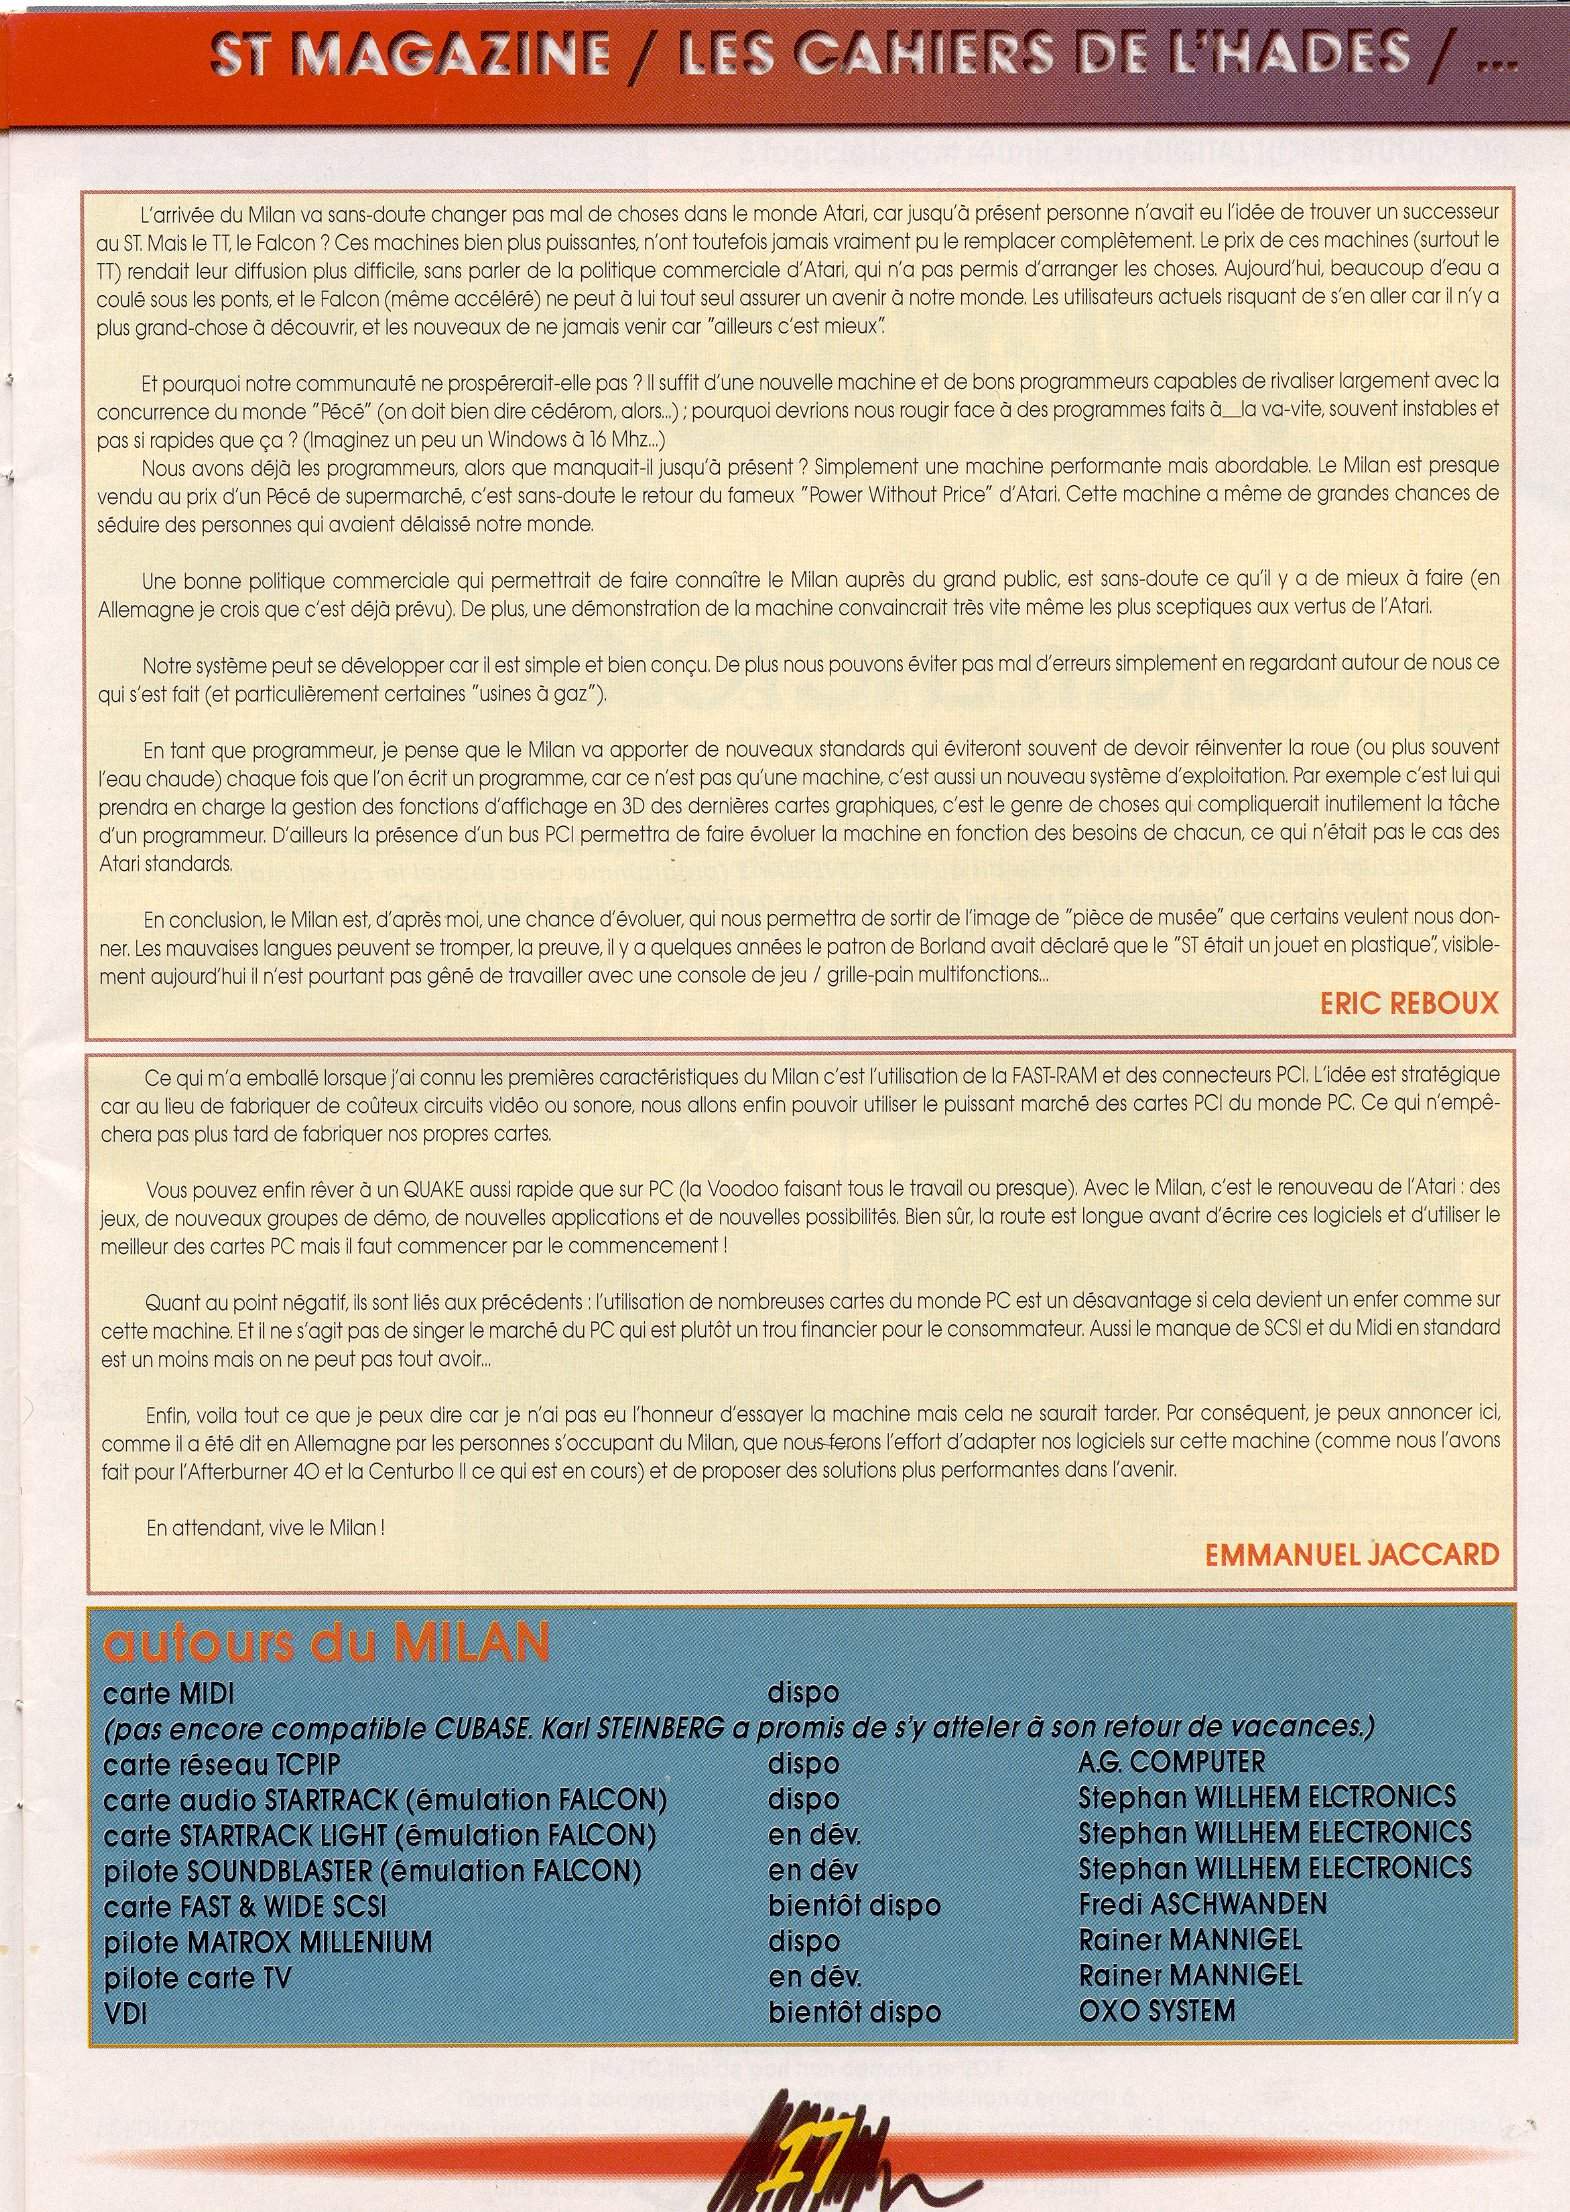 ST MAGAZINE / LES CAHIERS DE L'HADES / ...
L'arrivée du Milan va sans-doute changer pas mal de choses dans le monde Atari, car jusqu'à présent personne n'avait eu l'idée de trouver un successeur
au ST. Mais le TT, le Falcon ? Ces machines bien plus puissantes, n'ont toutefois jamais vraiment pu le remplacer complètement. Le prix de ces machines (surtout le
TT) rendait leur diffusion plus difficile, sans parler de la politique commerciale d'Atari, qui n'a pas permis d'arranger les choses. Aujourd'hui, beaucoup d'eau a
coulé sous les ponts, et le Falcon (même accéléré) ne peut à lui tout seul assurer un avenir à notre monde. Les utilisateurs actuels risquant de s'en aller car il n'y a
plus grand-chose à découvrir, et les nouveaux de ne jamais venir car "ailleurs c'est mieux".
Et pourquoi notre communauté ne prospérerait-elle pas ? Il suffit d'une nouvelle machine et de bons programmeurs capables de rivaliser largement avec la
concurrence du monde "Pécé" (on doit bien dire cédérom, alors...) ; pourquoi devrions nous rougir face à des programmes faits à__la va-vite, souvent instables et
pas si rapides que ça ? (Imaginez un peu un Windows à 16 Mhz...)
Nous avons déjà les programmeurs, alors que manquait-il jusqu'à présent ? Simplement une machine performante mais abordable. Le Milan est presque
vendu au prix d'un Pécé de supermarché, c'est sans-doute le retour du fameux "Power Without Price" d'Atari. Cette machine a même de grandes chances de
séduire des personnes qui avaient délaissé notre monde.
Une bonne politique commerciale qui permettrait de faire connaître le Milan auprès du grand public, est sans-doute ce qu'il y a de mieux à faire (en
Allemagne je crois que c'est déjà prévu). De plus, une démonstration de la machine convaincrait très vite même les plus sceptiques aux vertus de l'Atari.
Notre système peut se développer car il est simple et bien conçu. De plus nous pouvons éviter pas mal d'erreurs simplement en regardant autour de nous ce
qui s'est fait (et particulièrement certaines "usines à gaz").
En tant que programmeur, je pense que le Milan va apporter de nouveaux standards qui éviteront souvent de devoir réinventer la roue (ou plus souvent
l'eau chaude) chaque fois que l'on écrit un programme, car ce n'est pas qu'une machine, c'est aussi un nouveau système d'exploitation. Par exemple c'est lui qui
prendra en charge la gestion des fonctions d'affichage en 3D des dernières cartes graphiques, c'est le genre de choses qui compliquerait inutilement la tâche
d'un programmeur. D'ailleurs la présence d'un bus PCI permettra de faire évoluer la machine en fonction des besoins de chacun, ce qui n'était pas le cas des
Atari standards.
En conclusion, le Milan est, d'après moi, une chance d'évoluer, qui nous permettra de sortir de l'image de "pièce de musée" que certains veulent nous don-
ner. Les mauvaises langues peuvent se tromper, la preuve, il y a quelques années le patron de Borland avait déclaré que le "ST était un jouet en plastique", visible-
ment aujourd'hui il n'est pourtant pas gêné de travailler avec une console de jeu / grille-pain multifonctions...
ERIC REBOUX
Ce qui m'a emballé lorsque j'ai connu les premières caractéristiques du Milan c'est l'utilisation de la FAST-RAM et des connecteurs PCI. L'idée est stratégique
car au lieu de fabriquer de coûteux circuits vidéo ou sonore, nous allons enfin pouvoir utiliser le puissant marché des cartes PCI du monde PC. Ce qui n'empê-
chera pas plus tard de fabriquer nos propres cartes.
Vous pouvez enfin rêver à un QUAKE aussi rapide que sur PC (la Voodoo faisant tous le travail ou presque). Avec le Milan, c'est le renouveau de l'Atari : des
jeux, de nouveaux groupes de démo, de nouvelles applications et de nouvelles possibilités. Bien sûr, la route est longue avant d'écrire ces logiciels et d'utiliser le
meilleur des cartes PC mais il faut commencer par le commencement !
Quant au point négatif, ils sont liés aux précédents : l'utilisation de nombreuses cartes du monde PC est un désavantage si cela devient un enfer comme sur
cette machine. Et il ne s'agit pas de singer le marché du PC qui est plutôt un trou financier pour le consommateur. Aussi le manque de SCSI et du Midi en standard
est un moins mais on ne peut pas tout avoir...
Enfin, voila tout ce que je peux dire car je n'ai pas eu l'honneur d'essayer la machine mais cela ne saurait tarder. Par conséquent, je peux annoncer ici,
comme il a été dit en Allemagne par les personnes s'occupant du Milan, que nous ferons l'effort d'adapter nos logiciels sur cette machine (comme nous l'avons
fait pour l'Afterburner 40 et la Centurbo II ce qui est en cours) et de proposer des solutions plus performantes dans l'avenir.
En attendant, vive le Milan !
EMMANUEL JACCARD
autours du MILAN
carte MIDI dispo
(pas encore compatible CUBASE. Karl STEINBERG a promis de s'y atteler à son retour de vacances.)
carte réseau TCPIP dispo A.G. COMPUTER
carte audio STARTRACK (émulation FALCON) dispo Stephan WILLHEM ELCTRONICS
carte STARTRACK LIGHT (émulation FALCON) en dév. Stephan WILLHEM ELECTRONICS
pilote SOUNDBLASTER (émulation FALCON) en dév Stephan WILLHEM ELECTRONICS
carte FAST & WIDE SCSI bientôt dispo Fredi ASCHWANDEN
pilote MATROX MILLENIUM dispo Rainer MANNIGEL
pilote carte TV en dév. Rainer MANNIGEL
VDI bientôt dispo OXO SYSTEM
17